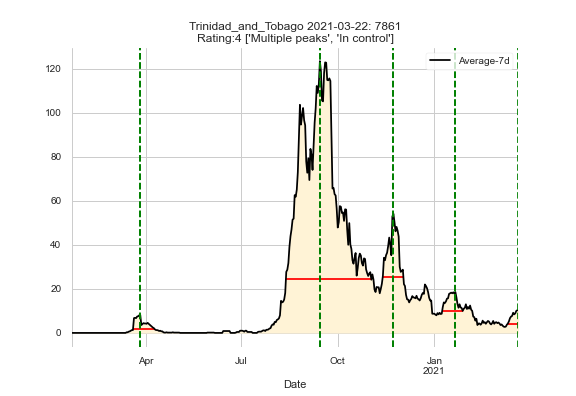 Trinidad_and_Tobago 2021-03-22: 7861
Rating:4 ['Multiple peaks', 'In control']
Average-7d
120
100
80
60
40
20
0
Apr
Jul
Oct
Jan
2021
Date